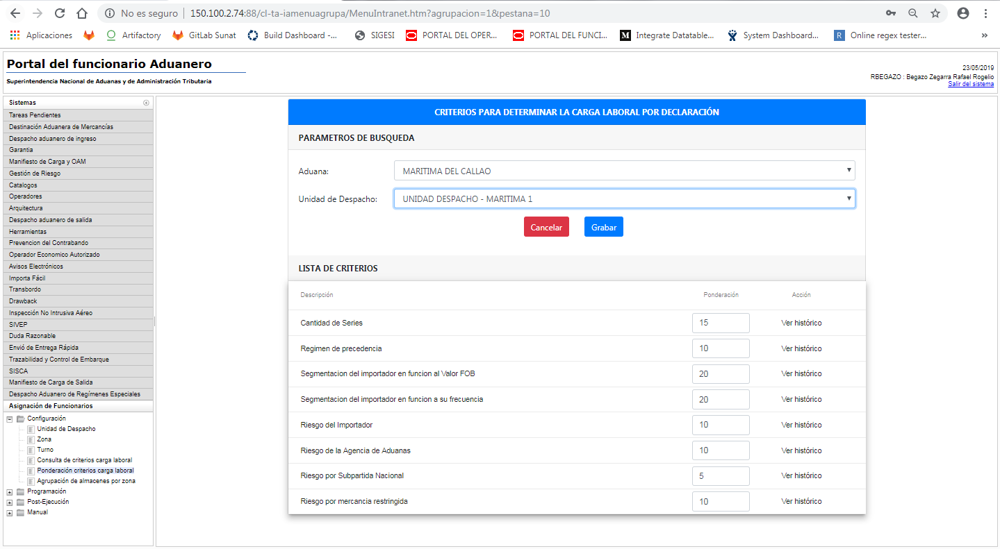 No es seguro
150.100.2.74:88/cl-ta-iamenuagrupa/MenuIntranet.htm?agrupacion=1&pestana=10
Aplicaciones
Artifactory
GitLab Sunat
Build Dashboard -...
SIGESI
PORTAL DEL OPER...
PORTAL DEL FUNCI...
M
Integrate Datatable...
System Dashboard...
R
Online regex tester...
»
Portal del funcionario Aduanero
Superintendencia Nacional de Aduanas y de Administración Tributaria
23/05/2019
RBEGAZO : Begazo Zegarra Rafael Rogelio
Salir del sistema
Sistemas
Tareas Pendientes
Destinación Aduanera de Mercancías
Despacho aduanero de ingreso
Garantia
Manifiesto de Carga y OAM
Gestión de Riesgo
Catalogos
Operadores
Arquitectura
Despacho aduanero de salida
Herramientas
Prevencion del Contrabando
Operador Economico Autorizado
Avisos Electrónicos
Importa Fácil
Transbordo
Drawback
Inspección No Intrusiva Aéreo
SIVEP
Duda Razonable
Envió de Entrega Rápida
Trazabilidad y Control de Embarque
SISCA
Manifiesto de Carga de Salida
Despacho Aduanero de Regímenes Especiales
Asignación de Funcionarios
Configuración
Unidad de Despacho
Zona
Turno
Consulta de criterios carga laboral
Ponderación criterios carga laboral
Agrupación de almacenes por zona
Programación
Post-Ejecución
Manual
CRITERIOS PARA DETERMINAR LA CARGA LABORAL POR DECLARACIÓN
PARAMETROS DE BUSQUEDA
Aduana:
MARITIMA DEL CALLAO
Unidad de Despacho:
UNIDAD DESPACHO - MARITIMA 1
Cancelar
Grabar
LISTA DE CRITERIOS
Descripción Ponderación Acción
Cantidad de Series 15 Ver histórico
Regimen de precedencia 10 Ver histórico
Segmentacion del importador en funcion al Valor FOB 20 Ver histórico
Segmentacion del importador en funcion a su frecuencia 20 Ver histórico
Riesgo del Importador 10 Ver histórico
Riesgo de la Agencia de Aduanas 10 Ver histórico
Riesgo por Subpartida Nacional 5 Ver histórico
Riesgo por mercancia restringida 10 Ver histórico